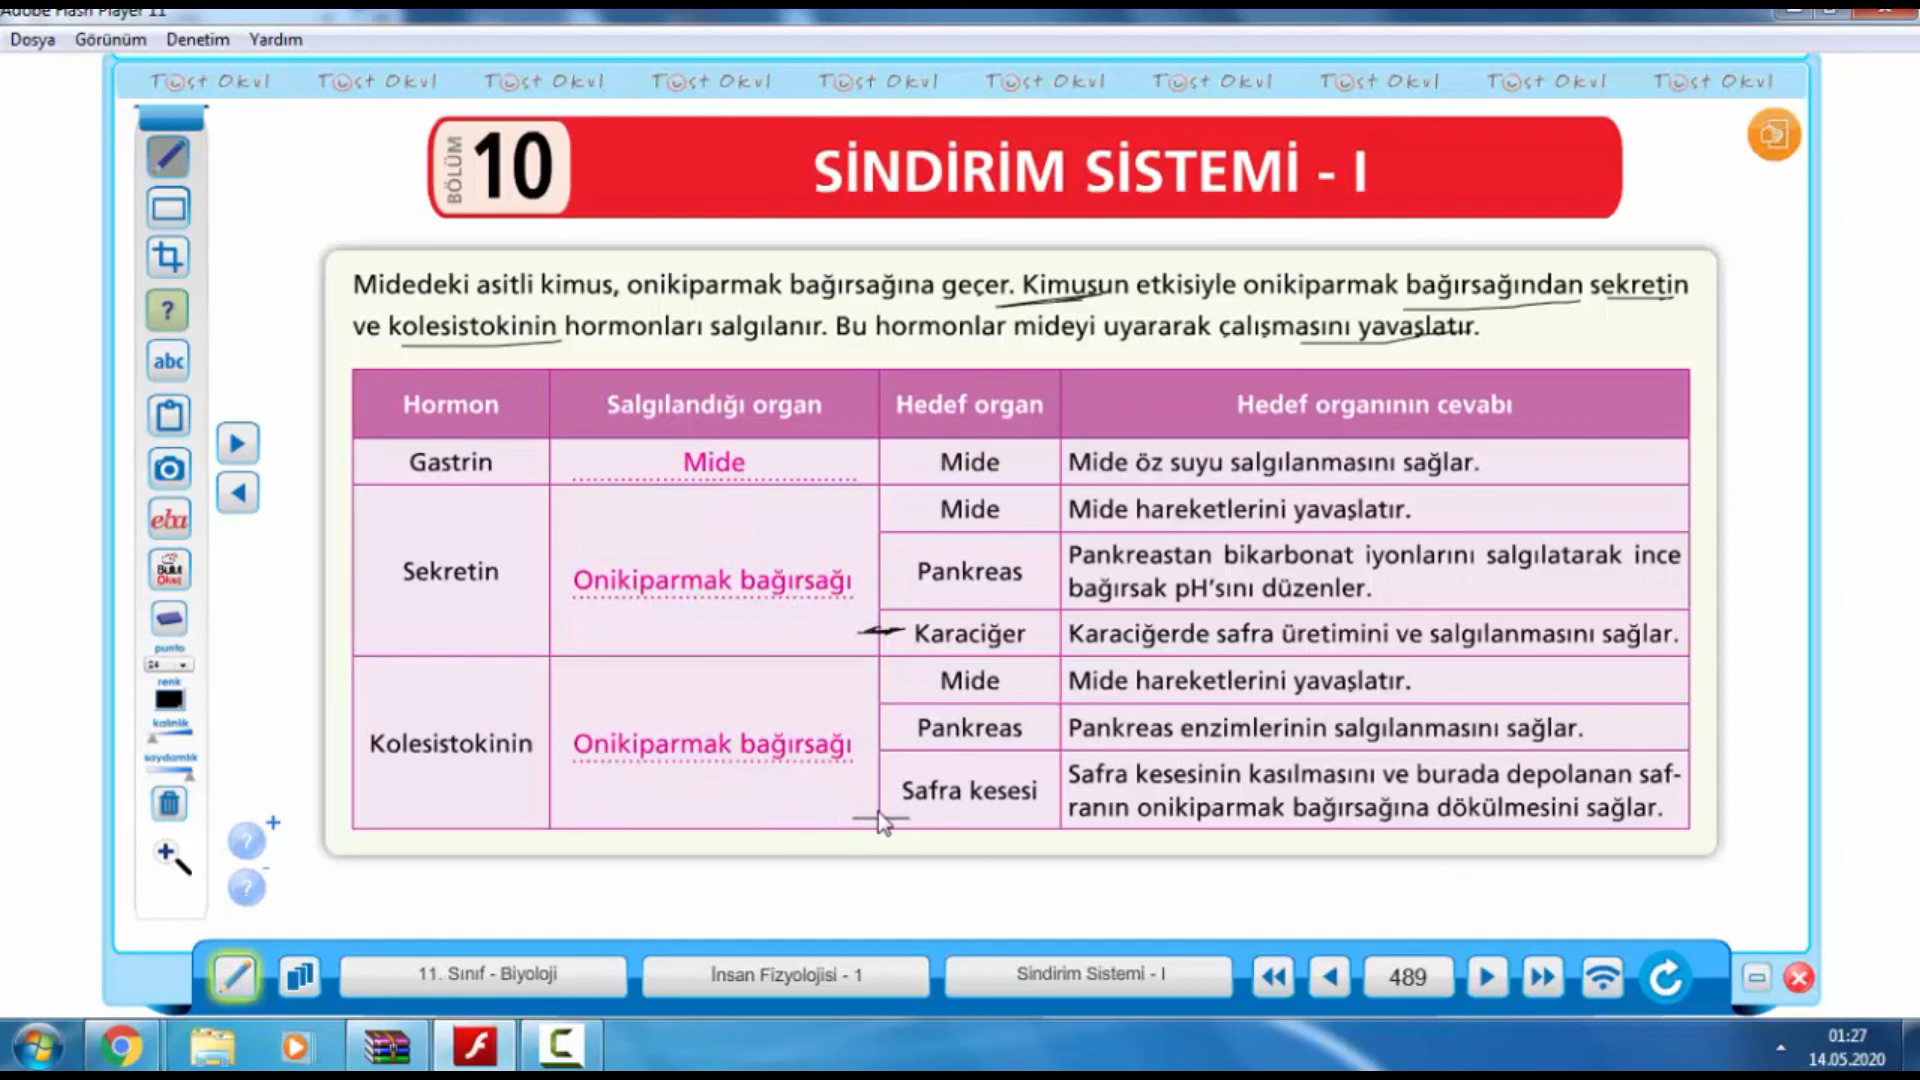 Adobe Flash Player 11
Dosya Görünüm Denetim Yardım
Test Okul Test Okul Test Okul Test Okul Test Okul Test Okul Test Okul Test Okul Test Okul Test Okul
BÖLÜM 10 SİNDİRİM SİSTEMİ - I
Midedeki asitli kimus, onikiparmak bağırsağına geçer. Kimusun etkisiyle onikiparmak bağırsağından sekretin
ve kolesistokinin hormonları salgılanır. Bu hormonlar mideyi uyararak çalışmasını yavaşlatır.
Hormon Salgılandığı organ Hedef organ Hedef organının cevabı
Gastrin Mide Mide Mide öz suyu salgılanmasını sağlar.
Sekretin Onikiparmak bağırsağı
Mide Mide hareketlerini yavaşlatır.
Pankreas Pankreastan bikarbonat iyonlarını salgılatarak ince
bağırsak pH'sını düzenler.
Karaciğer Karaciğerde safra üretimini ve salgılanmasını sağlar.
Kolesistokinin Onikiparmak bağırsağı
Mide Mide hareketlerini yavaşlatır.
Pankreas Pankreas enzimlerinin salgılanmasını sağlar.
Safra kesesi Safra kesesinin kasılmasını ve burada depolanan saf-
ranın onikiparmak bağırsağına dökülmesini sağlar.
?
abc
eba
punto
24
renk
kalınlık
saydamlık
? +
? -
11. Sınıf - Biyoloji İnsan Fizyolojisi - 1 Sindirim Sistemi - I 489
01:27
14.05.2020